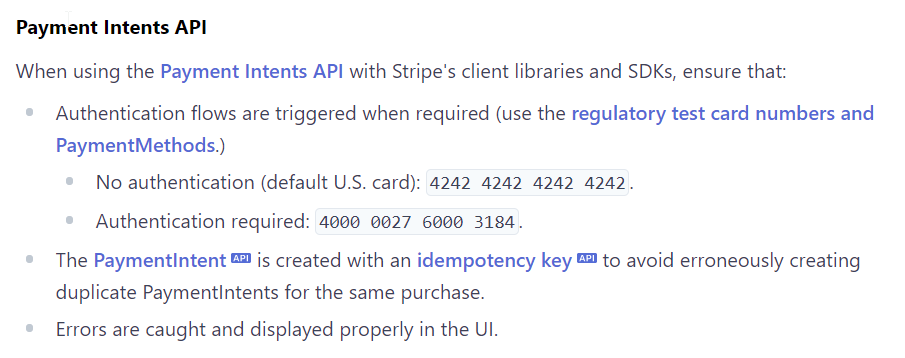 Payment Intents API
When using the Payment Intents API with Stripe's client libraries and SDKs, ensure that:
Authentication flows are triggered when required (use the regulatory test card numbers and
PaymentMethods.)
No authentication (default U.S. card): 4242 4242 4242 4242.
Authentication required: 4000 0027 6000 3184.
The PaymentIntent API is created with an idempotency key API to avoid erroneously creating
duplicate PaymentIntents for the same purchase.
Errors are caught and displayed properly in the UI.